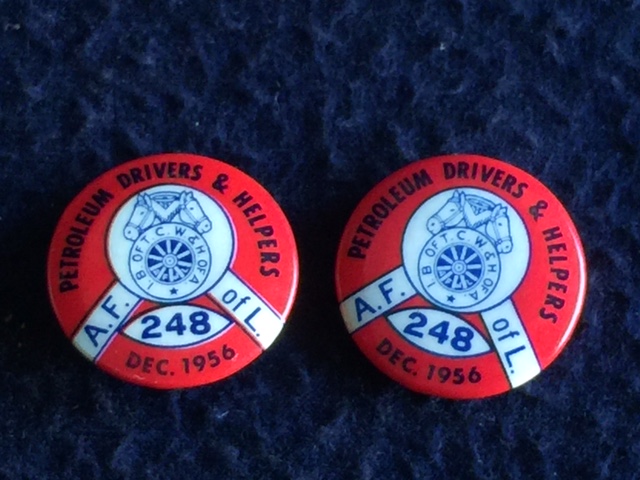 PETROLEUM DRIVERS & HELPERS
I.B.OF T.C.W.&H.OF A
A.F. of L.
248
DEC. 1956
PETROLEUM DRIVERS & HELPERS
I.B.OF T.C.W.&H.OF A
A.F. of L.
248
DEC. 1956